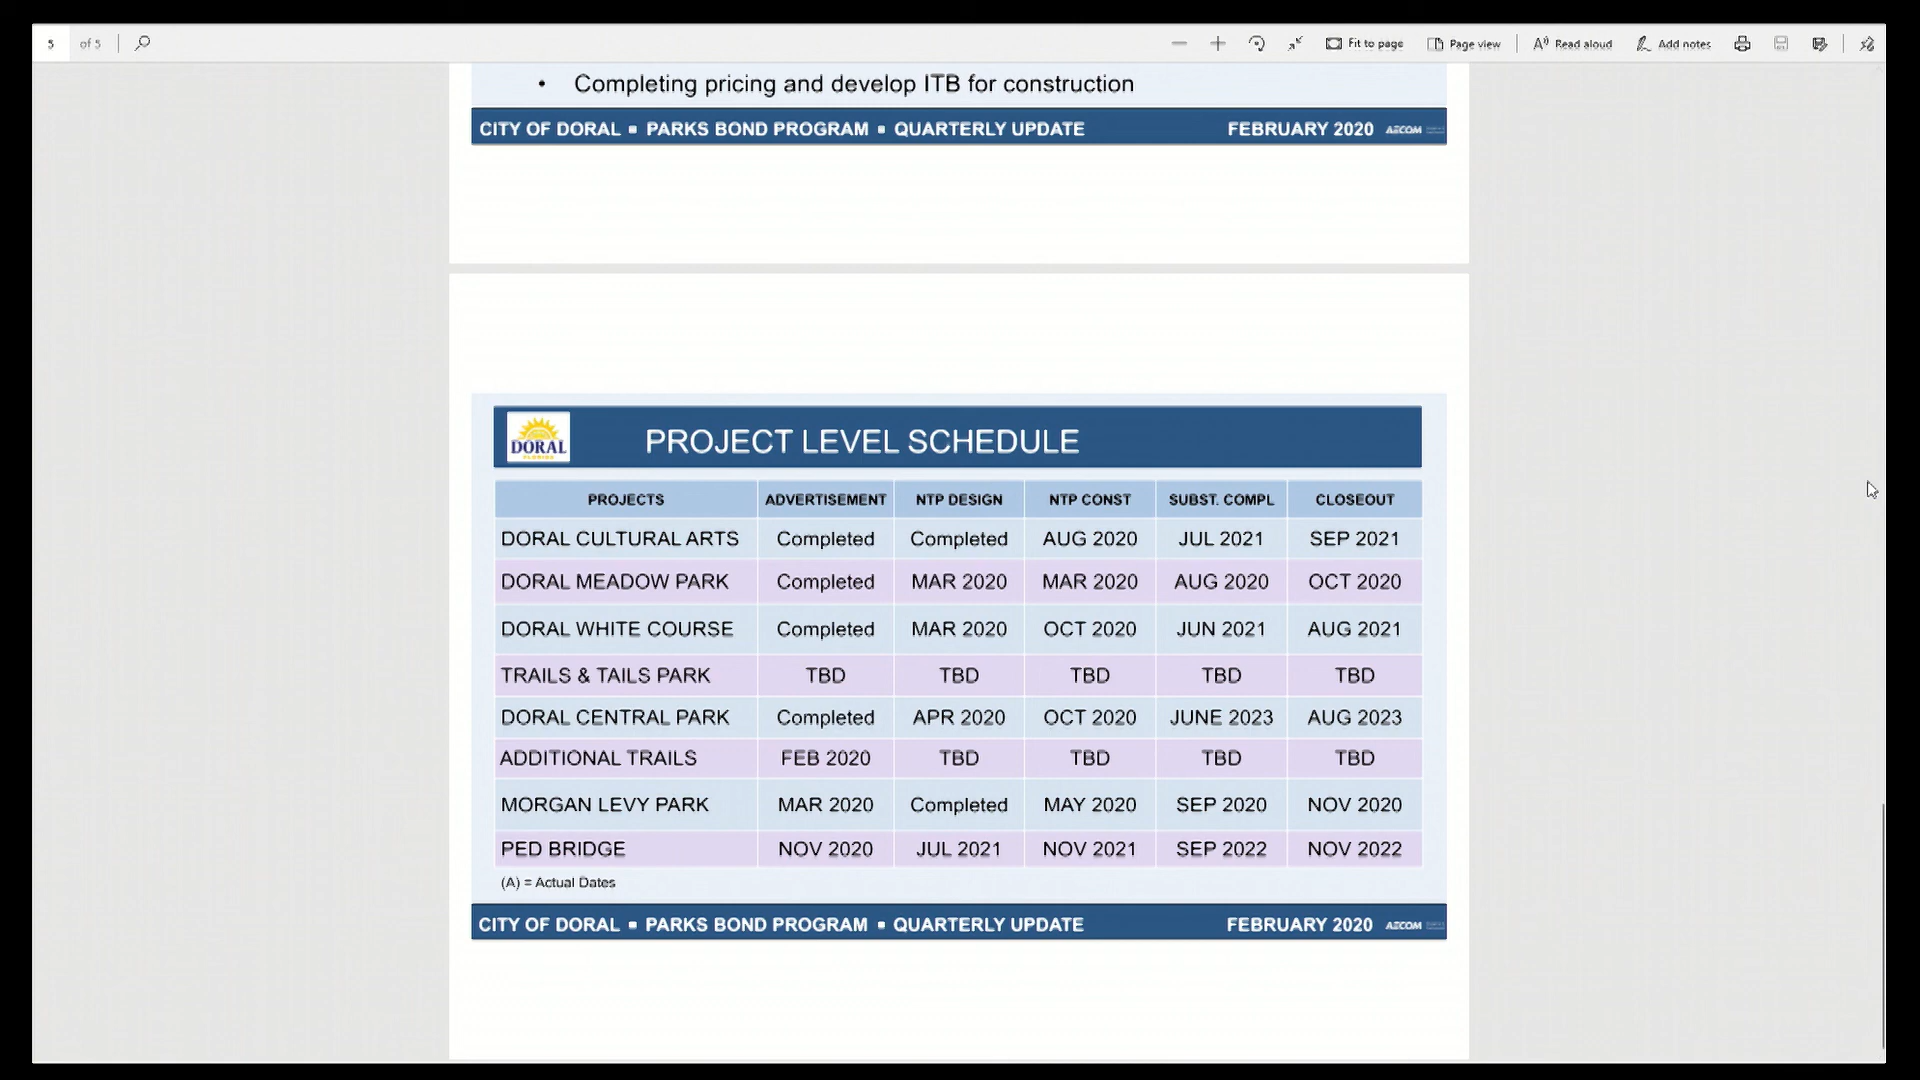 5 of 5 Fit to page Page view Read aloud Add notes
• Completing pricing and develop ITB for construction
CITY OF DORAL ▪ PARKS BOND PROGRAM ▪ QUARTERLY UPDATE FEBRUARY 2020 AECOM
DORAL
FLORIDA
PROJECT LEVEL SCHEDULE
PROJECTS ADVERTISEMENT NTP DESIGN NTP CONST SUBST. COMPL CLOSEOUT
DORAL CULTURAL ARTS Completed Completed AUG 2020 JUL 2021 SEP 2021
DORAL MEADOW PARK Completed MAR 2020 MAR 2020 AUG 2020 OCT 2020
DORAL WHITE COURSE Completed MAR 2020 OCT 2020 JUN 2021 AUG 2021
TRAILS & TAILS PARK TBD TBD TBD TBD TBD
DORAL CENTRAL PARK Completed APR 2020 OCT 2020 JUNE 2023 AUG 2023
ADDITIONAL TRAILS FEB 2020 TBD TBD TBD TBD
MORGAN LEVY PARK MAR 2020 Completed MAY 2020 SEP 2020 NOV 2020
PED BRIDGE NOV 2020 JUL 2021 NOV 2021 SEP 2022 NOV 2022
(A) = Actual Dates
CITY OF DORAL ▪ PARKS BOND PROGRAM ▪ QUARTERLY UPDATE FEBRUARY 2020 AECOM